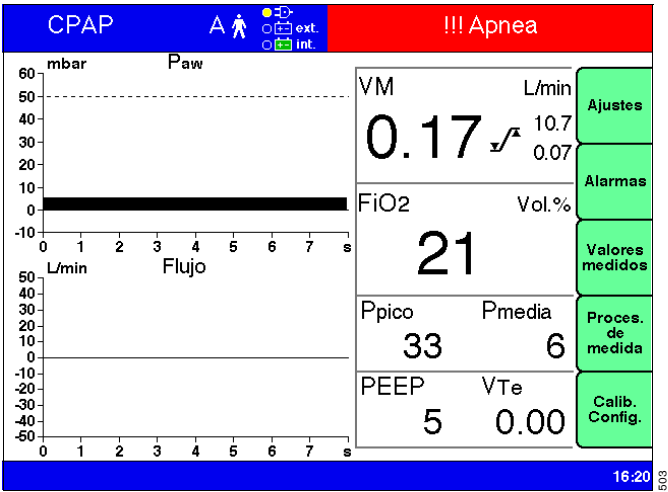 CPAP
A
ext.
int.
!!! Apnea
mbar
Paw
60
50
40
30
20
10
0
-10
0 1 2 3 4 5 6 7 s
L/min
Flujo
50
40
30
20
10
0
-10
-20
-30
-40
-50
0 1 2 3 4 5 6 7 s
VM L/min
0.17
10.7
0.07
FiO2 Vol.%
21
Ppico Pmedia
33 6
PEEP VTe
5 0.00
Ajustes
Alarmas
Valores
medidos
Proces.
de
medida
Calib.
Config.
16:20
503